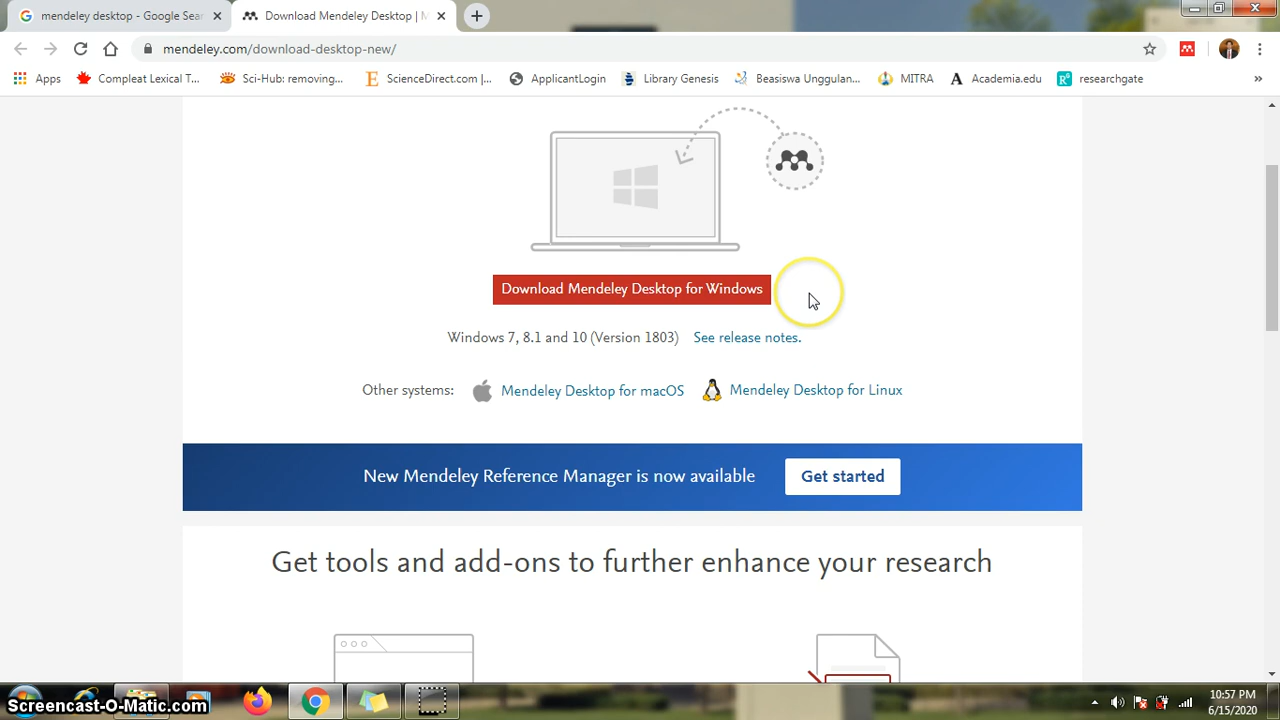 mendeley desktop - Google Sear
Download Mendeley Desktop | M
mendeley.com/download-desktop-new/
Apps
Compleat Lexical T...
Sci-Hub: removing...
ScienceDirect.com |...
ApplicantLogin
Library Genesis
Beasiswa Unggulan...
MITRA
Academia.edu
researchgate
»
Download Mendeley Desktop for Windows
Windows 7, 8.1 and 10 (Version 1803) See release notes.
Other systems: Mendeley Desktop for macOS Mendeley Desktop for Linux
New Mendeley Reference Manager is now available Get started
Get tools and add-ons to further enhance your research
10:57 PM
6/15/2020
Screencast-O-Matic.com